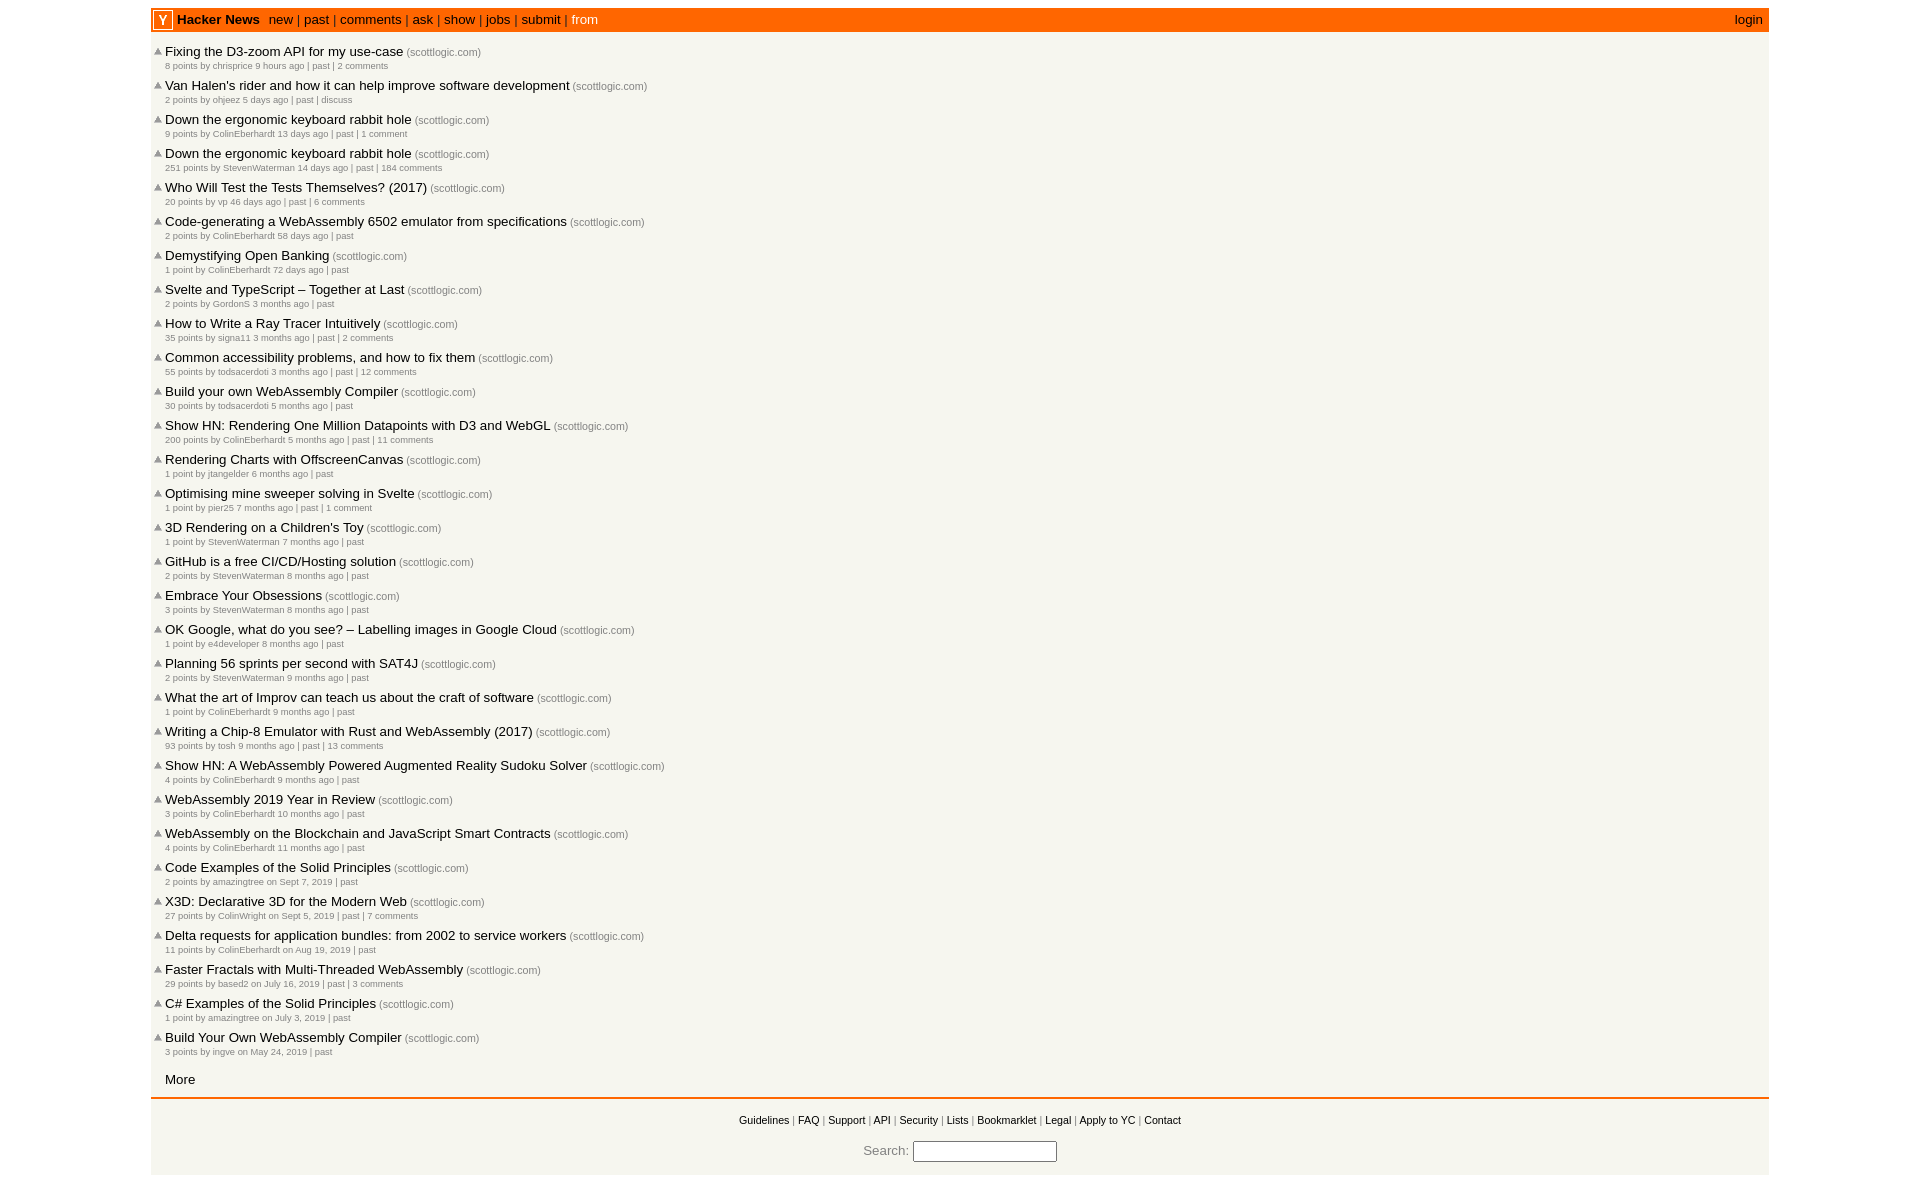 Y Hacker News new | past | comments | ask | show | jobs | submit | from login
Fixing the D3-zoom API for my use-case (scottlogic.com)
8 points by chrisprice 9 hours ago | past | 2 comments
Van Halen's rider and how it can help improve software development (scottlogic.com)
2 points by ohjeez 5 days ago | past | discuss
Down the ergonomic keyboard rabbit hole (scottlogic.com)
9 points by ColinEberhardt 13 days ago | past | 1 comment
Down the ergonomic keyboard rabbit hole (scottlogic.com)
251 points by StevenWaterman 14 days ago | past | 184 comments
Who Will Test the Tests Themselves? (2017) (scottlogic.com)
20 points by vp 46 days ago | past | 6 comments
Code-generating a WebAssembly 6502 emulator from specifications (scottlogic.com)
2 points by ColinEberhardt 58 days ago | past
Demystifying Open Banking (scottlogic.com)
1 point by ColinEberhardt 72 days ago | past
Svelte and TypeScript – Together at Last (scottlogic.com)
2 points by GordonS 3 months ago | past
How to Write a Ray Tracer Intuitively (scottlogic.com)
35 points by signa11 3 months ago | past | 2 comments
Common accessibility problems, and how to fix them (scottlogic.com)
55 points by todsacerdoti 3 months ago | past | 12 comments
Build your own WebAssembly Compiler (scottlogic.com)
30 points by todsacerdoti 5 months ago | past
Show HN: Rendering One Million Datapoints with D3 and WebGL (scottlogic.com)
200 points by ColinEberhardt 5 months ago | past | 11 comments
Rendering Charts with OffscreenCanvas (scottlogic.com)
1 point by jtangelder 6 months ago | past
Optimising mine sweeper solving in Svelte (scottlogic.com)
1 point by pier25 7 months ago | past | 1 comment
3D Rendering on a Children's Toy (scottlogic.com)
1 point by StevenWaterman 7 months ago | past
GitHub is a free CI/CD/Hosting solution (scottlogic.com)
2 points by StevenWaterman 8 months ago | past
Embrace Your Obsessions (scottlogic.com)
3 points by StevenWaterman 8 months ago | past
OK Google, what do you see? – Labelling images in Google Cloud (scottlogic.com)
1 point by e4developer 8 months ago | past
Planning 56 sprints per second with SAT4J (scottlogic.com)
2 points by StevenWaterman 9 months ago | past
What the art of Improv can teach us about the craft of software (scottlogic.com)
1 point by ColinEberhardt 9 months ago | past
Writing a Chip-8 Emulator with Rust and WebAssembly (2017) (scottlogic.com)
93 points by tosh 9 months ago | past | 13 comments
Show HN: A WebAssembly Powered Augmented Reality Sudoku Solver (scottlogic.com)
4 points by ColinEberhardt 9 months ago | past
WebAssembly 2019 Year in Review (scottlogic.com)
3 points by ColinEberhardt 10 months ago | past
WebAssembly on the Blockchain and JavaScript Smart Contracts (scottlogic.com)
4 points by ColinEberhardt 11 months ago | past
Code Examples of the Solid Principles (scottlogic.com)
2 points by amazingtree on Sept 7, 2019 | past
X3D: Declarative 3D for the Modern Web (scottlogic.com)
27 points by ColinWright on Sept 5, 2019 | past | 7 comments
Delta requests for application bundles: from 2002 to service workers (scottlogic.com)
11 points by ColinEberhardt on Aug 19, 2019 | past
Faster Fractals with Multi-Threaded WebAssembly (scottlogic.com)
29 points by based2 on July 16, 2019 | past | 3 comments
C# Examples of the Solid Principles (scottlogic.com)
1 point by amazingtree on July 3, 2019 | past
Build Your Own WebAssembly Compiler (scottlogic.com)
3 points by ingve on May 24, 2019 | past
More
Guidelines | FAQ | Support | API | Security | Lists | Bookmarklet | Legal | Apply to YC | Contact
Search: